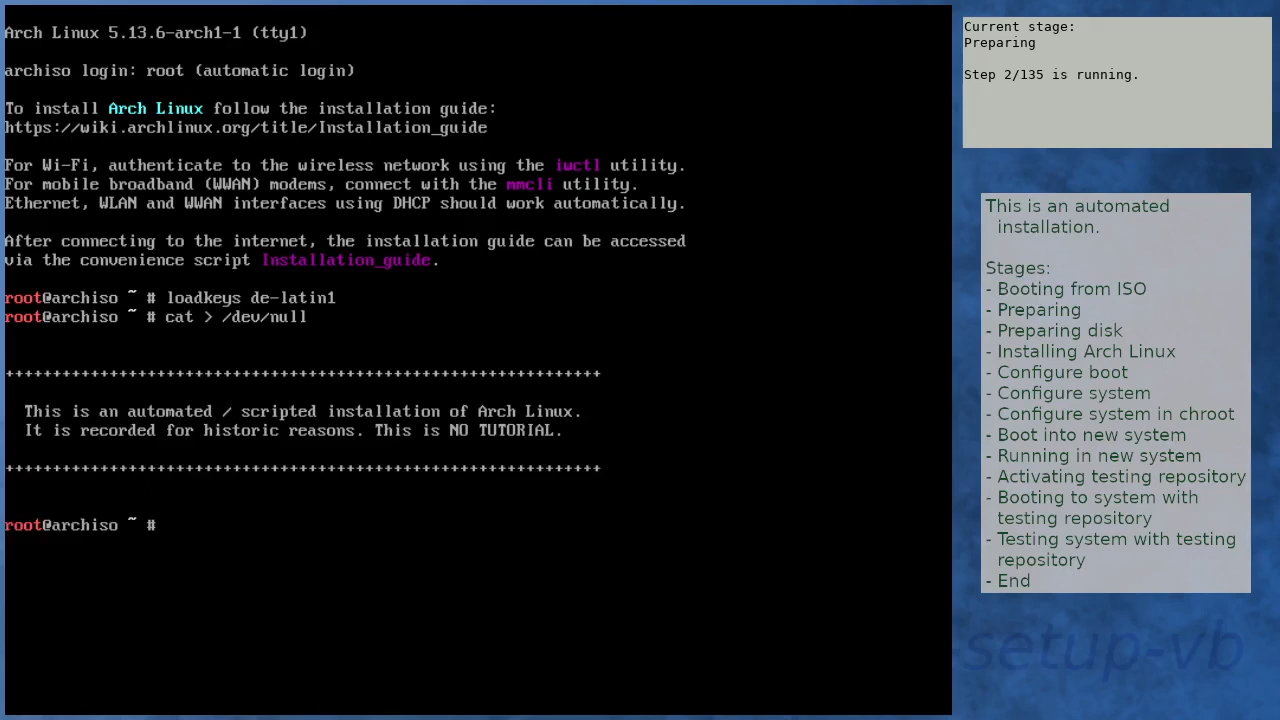 Arch Linux 5.13.6-arch1-1 (tty1)
archiso login: root (automatic login)
To install Arch Linux follow the installation guide:
https://wiki.archlinux.org/title/Installation_guide
For Wi-Fi, authenticate to the wireless network using the iwctl utility.
For mobile broadband (WWAN) modems, connect with the mmcli utility.
Ethernet, WLAN and WWAN interfaces using DHCP should work automatically.
After connecting to the internet, the installation guide can be accessed
via the convenience script Installation_guide.
root@archiso ~ # loadkeys de-latin1
root@archiso ~ # cat > /dev/null
++++++++++++++++++++++++++++++++++++++++++++++++++++++++++++++++
This is an automated / scripted installation of Arch Linux.
It is recorded for historic reasons. This is NO TUTORIAL.
++++++++++++++++++++++++++++++++++++++++++++++++++++++++++++++++
root@archiso ~ #
Current stage:
Preparing
Step 2/135 is running.
This is an automated
installation.
Stages:
- Booting from ISO
- Preparing
- Preparing disk
- Installing Arch Linux
- Configure boot
- Configure system
- Configure system in chroot
- Boot into new system
- Running in new system
- Activating testing repository
- Booting to system with
testing repository
- Testing system with testing
repository
- End
-setup-vb